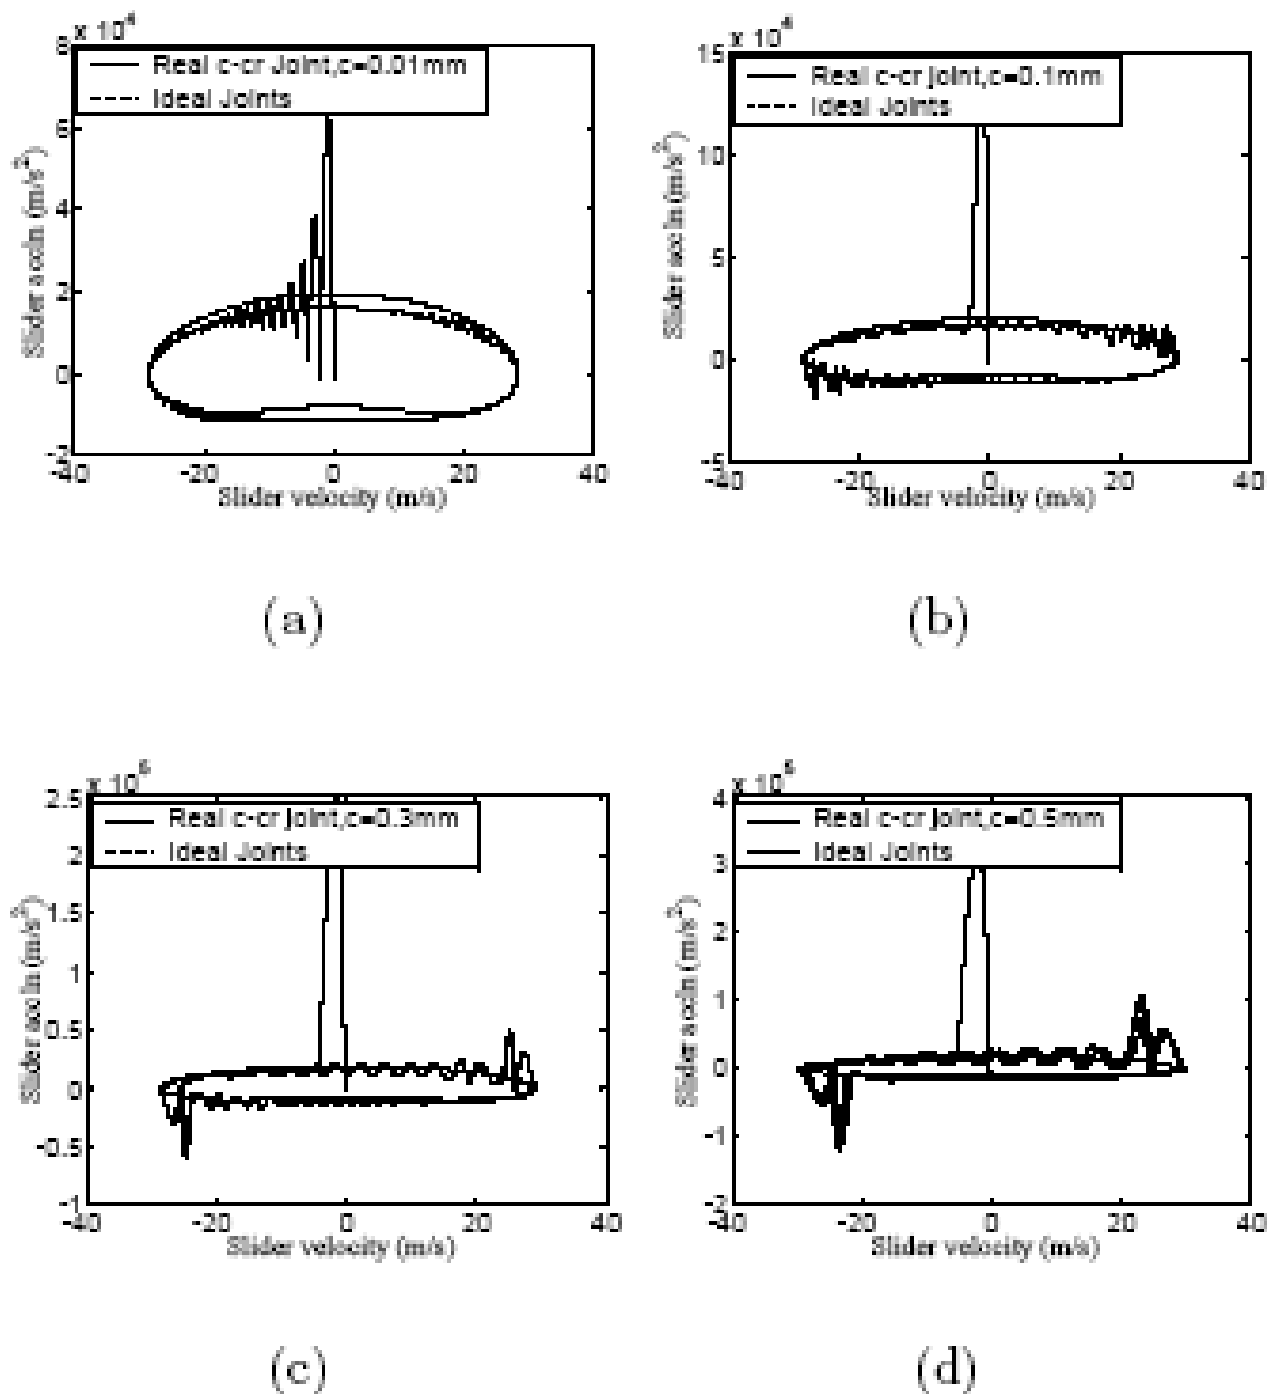 x 10^4
8
6
4
2
0
-2
Real c-cr Joint,c=0.01mm
Ideal Joints
Slider accln (m/s^2)
-40 -20 0 20 40
Slider velocity (m/s)
(a)
x 10^4
15
10
5
0
-5
Real c-cr joint,c=0.1mm
Ideal Joints
Slider accln (m/s^2)
-40 -20 0 20 40
Slider velocity (m/s)
(b)
x 10^5
2.5
2
1.5
1
0.5
0
-0.5
-1
Real c-cr joint,c=0.3mm
Ideal Joints
Slider accln (m/s^2)
-40 -20 0 20 40
Slider velocity (m/s)
(c)
x 10^5
4
3
2
1
0
-1
-2
Real c-cr joint,c=0.5mm
Ideal Joints
Slider accln (m/s^2)
-40 -20 0 20 40
Slider velocity (m/s)
(d)